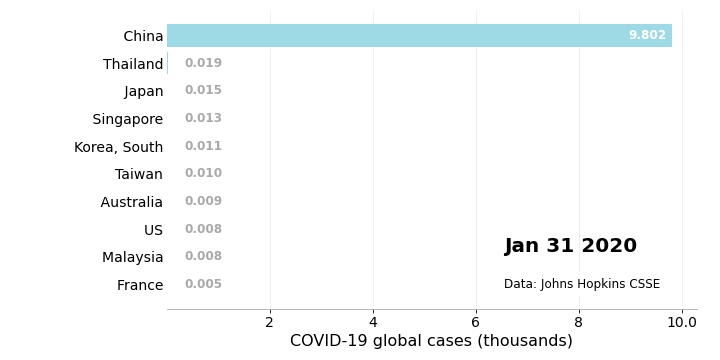 China 9.802
Thailand 0.019
Japan 0.015
Singapore 0.013
Korea, South 0.011
Taiwan 0.010
Australia 0.009
US 0.008
Malaysia 0.008
France 0.005
Jan 31 2020
Data: Johns Hopkins CSSE
2 4 6 8 10.0
COVID-19 global cases (thousands)